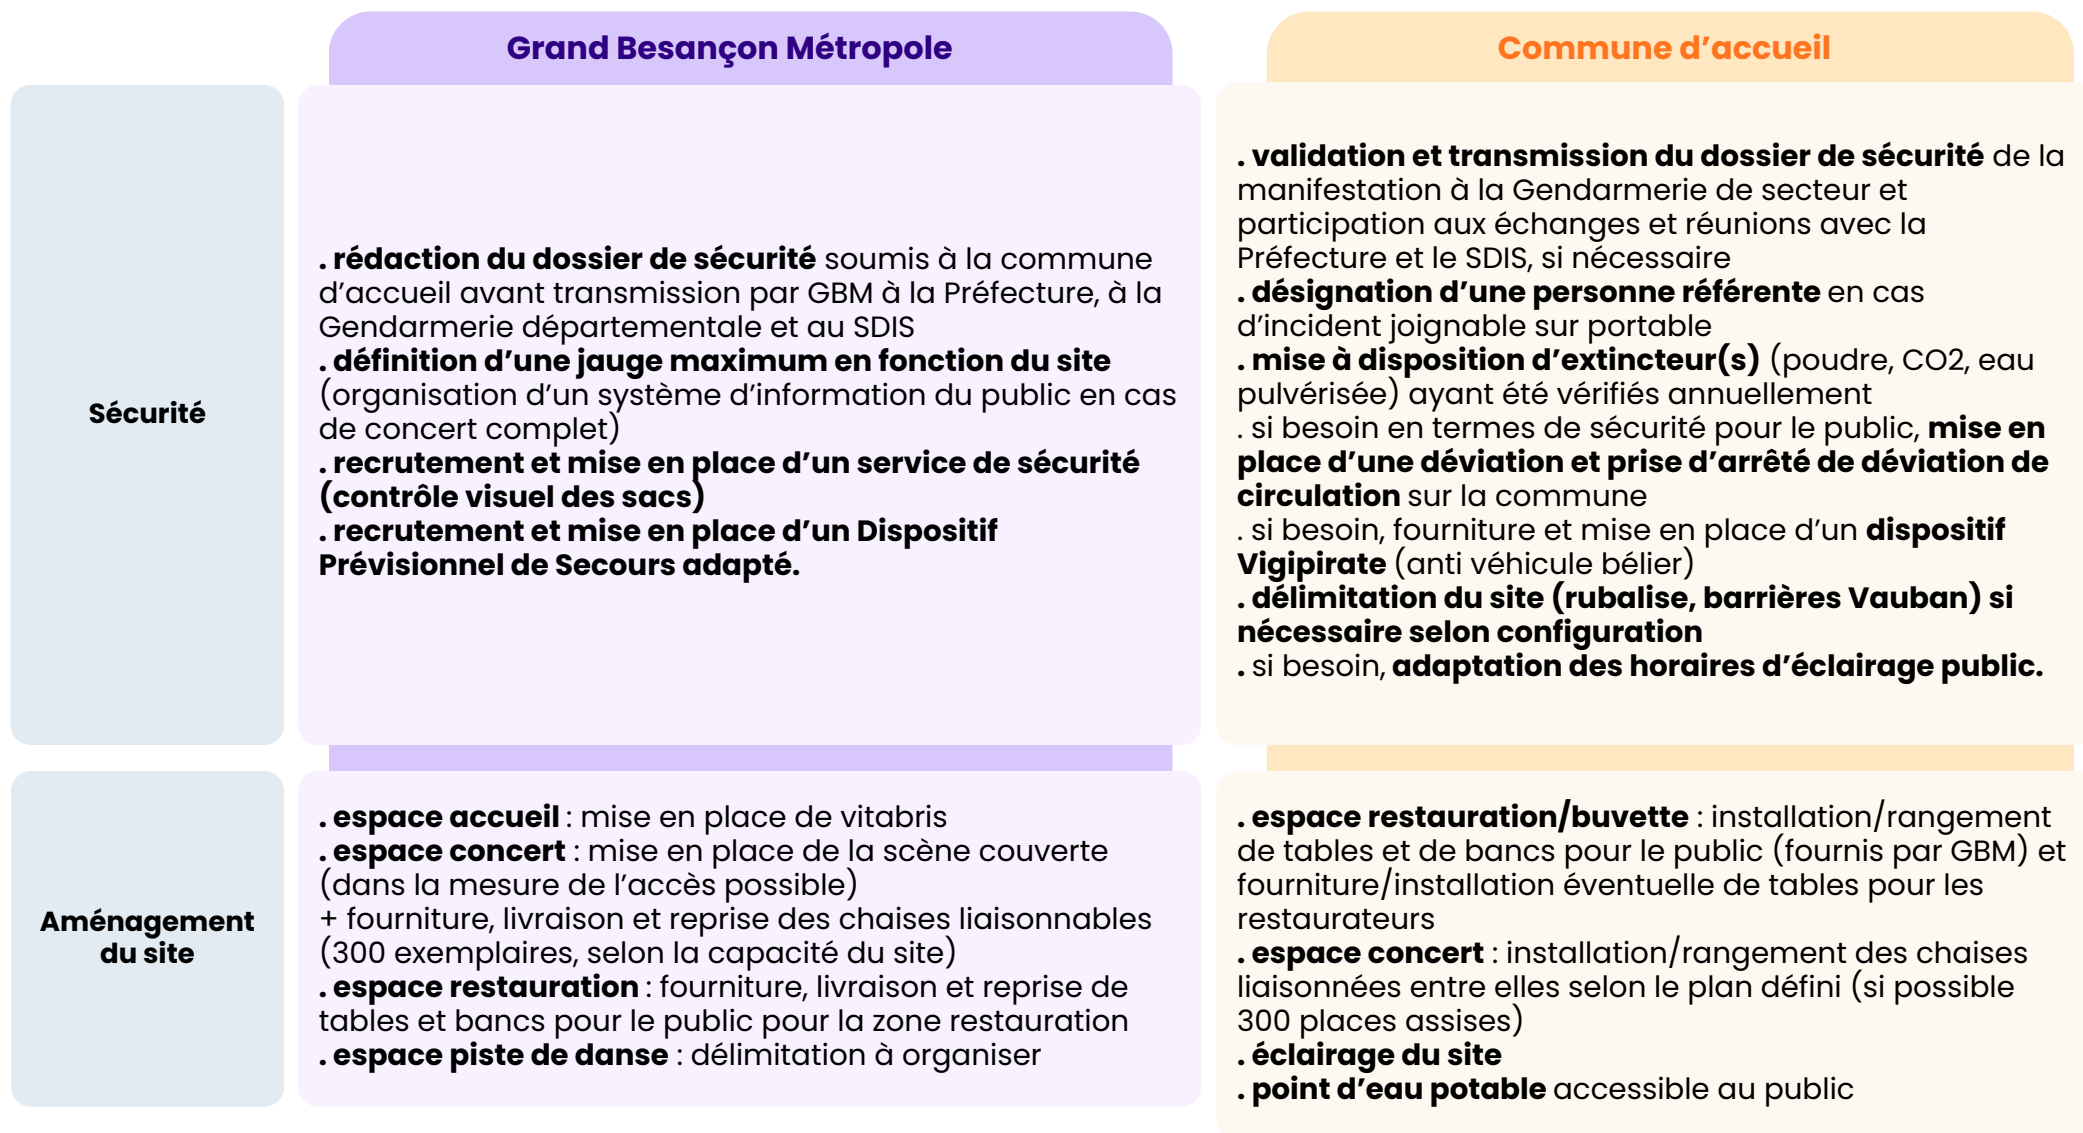 Grand Besançon Métropole
Commune d’accueil
Sécurité
. rédaction du dossier de sécurité soumis à la commune
d’accueil avant transmission par GBM à la Préfecture, à la
Gendarmerie départementale et au SDIS
. définition d’une jauge maximum en fonction du site
(organisation d’un système d’information du public en cas
de concert complet)
. recrutement et mise en place d’un service de sécurité
(contrôle visuel des sacs)
. recrutement et mise en place d’un Dispositif
Prévisionnel de Secours adapté.
. validation et transmission du dossier de sécurité de la
manifestation à la Gendarmerie de secteur et
participation aux échanges et réunions avec la
Préfecture et le SDIS, si nécessaire
. désignation d’une personne référente en cas
d’incident joignable sur portable
. mise à disposition d’extincteur(s) (poudre, CO2, eau
pulvérisée) ayant été vérifiés annuellement
. si besoin en termes de sécurité pour le public, mise en
place d’une déviation et prise d’arrêté de déviation de
circulation sur la commune
. si besoin, fourniture et mise en place d’un dispositif
Vigipirate (anti véhicule bélier)
. délimitation du site (rubalise, barrières Vauban) si
nécessaire selon configuration
. si besoin, adaptation des horaires d’éclairage public.
Aménagement
du site
. espace accueil : mise en place de vitabris
. espace concert : mise en place de la scène couverte
(dans la mesure de l’accès possible)
+ fourniture, livraison et reprise des chaises liaisonnables
(300 exemplaires, selon la capacité du site)
. espace restauration : fourniture, livraison et reprise de
tables et bancs pour le public pour la zone restauration
. espace piste de danse : délimitation à organiser
. espace restauration/buvette : installation/rangement
de tables et de bancs pour le public (fournis par GBM) et
fourniture/installation éventuelle de tables pour les
restaurateurs
. espace concert : installation/rangement des chaises
liaisonnées entre elles selon le plan défini (si possible
300 places assises)
. éclairage du site
. point d’eau potable accessible au public